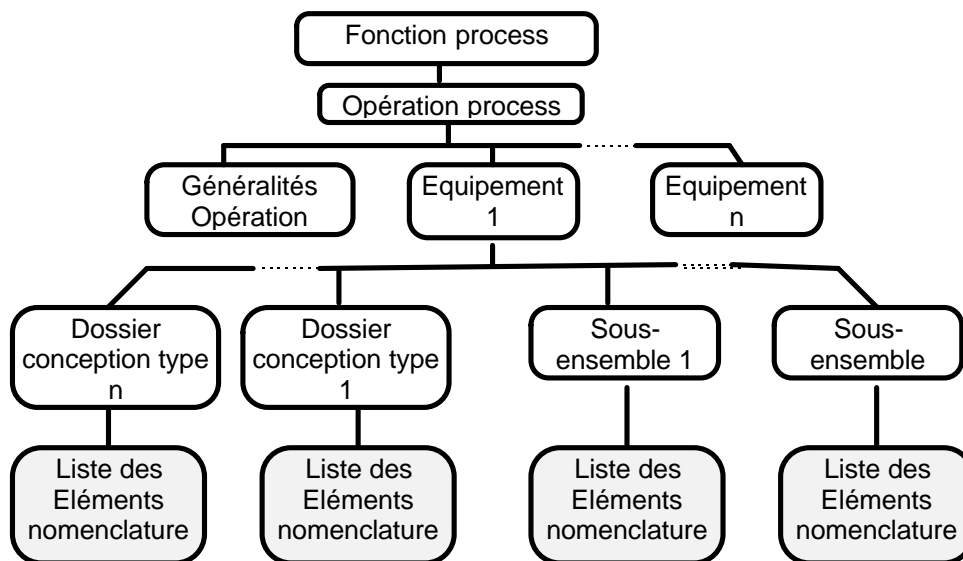 Fonction process
Opération process
Généralités
Opération
Equipement
1
Equipement
n
Dossier
conception type
n
Dossier
conception type
1
Sous-
ensemble 1
Sous-
ensemble
Liste des
Eléments
nomenclature
Liste des
Eléments
nomenclature
Liste des
Eléments
nomenclature
Liste des
Eléments
nomenclature